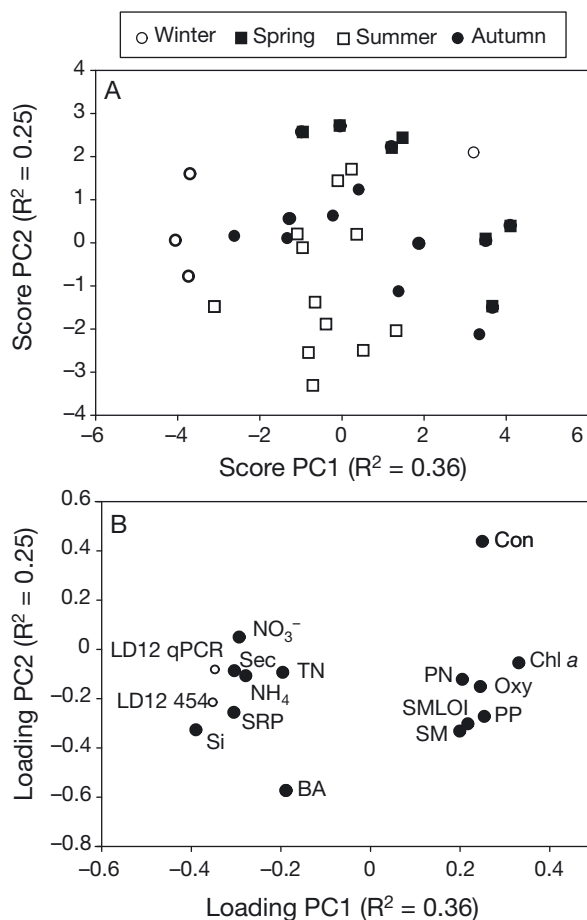 Winter Spring Summer Autumn
A
3
2
1
0
−1
−2
−3
−4
4
Score PC2 (R² = 0.25)
−6 −4 −2 0 2 4 6
Score PC1 (R² = 0.36)
B
0.6
0.4
0.2
0
−0.2
−0.4
−0.6
−0.8
Loading PC2 (R² = 0.25)
Con
NO₃⁻
LD12 qPCR
Sec
TN
NH₄
LD12 454
SRP
Si
BA
Chl a
PN
Oxy
SMLOI
PP
SM
−0.6 −0.4 −0.2 0 0.2 0.4
Loading PC1 (R² = 0.36)